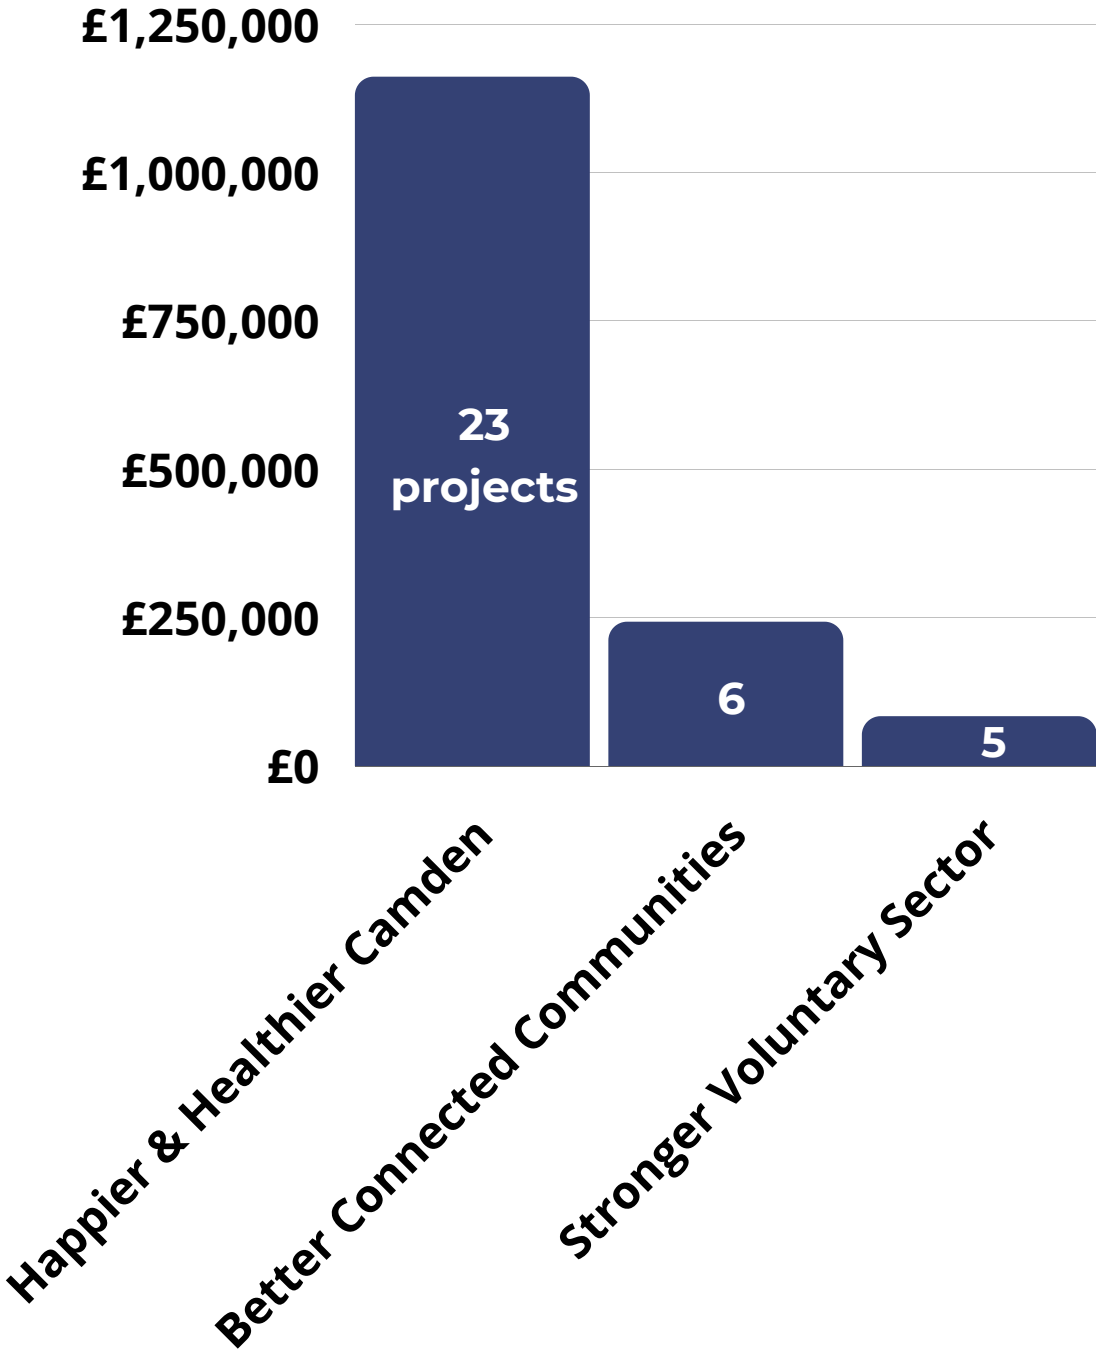 £1,250,000
£1,000,000
£750,000
£500,000
£250,000
£0
23
projects
6
5
Happier & Healthier Camden
Better Connected Communities
Stronger Voluntary Sector